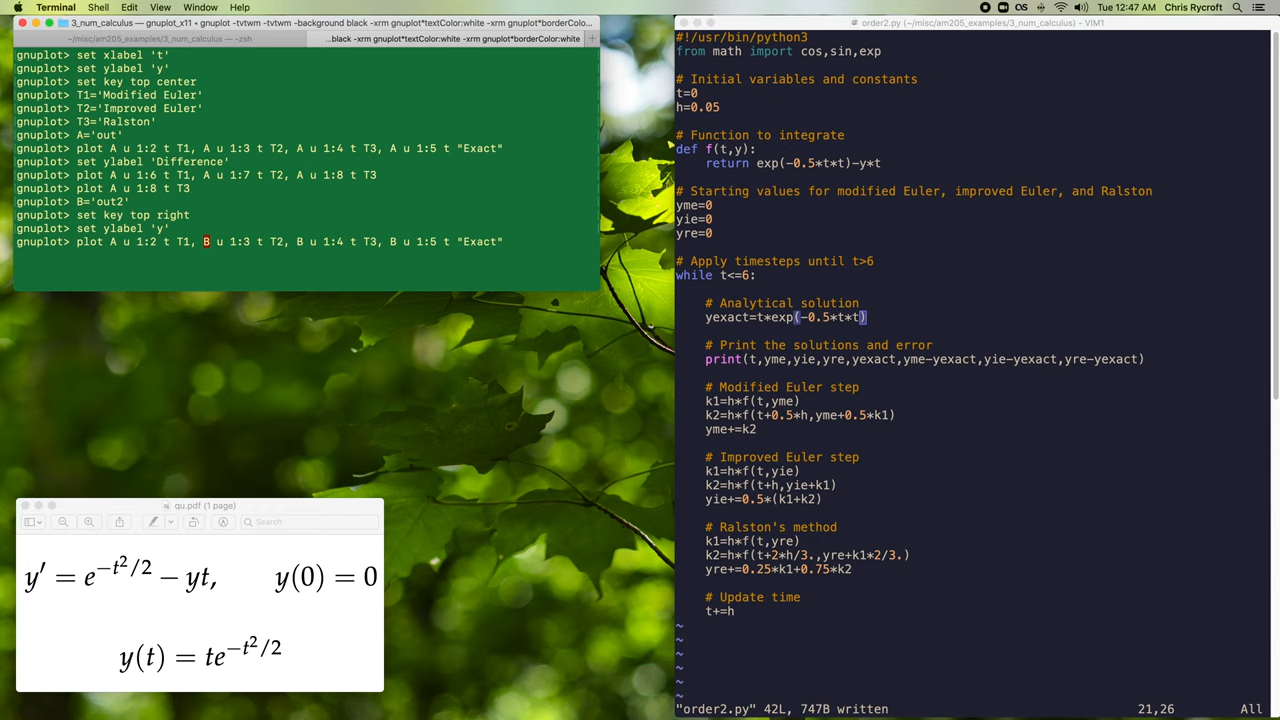 Terminal Shell Edit View Window Help
Tue 12:47 AM Chris Rycroft
3_num_calculus — gnuplot_x11 • gnuplot -tvtwm -tvtwm -background black -xrm gnuplot*textColor:white -xrm gnuplot*borderColo...
~/misc/am205_examples/3_num_calculus — -zsh
...black -xrm gnuplot*textColor:white -xrm gnuplot*borderColor:white
gnuplot> set xlabel 't'
gnuplot> set ylabel 'y'
gnuplot> set key top center
gnuplot> T1='Modified Euler'
gnuplot> T2='Improved Euler'
gnuplot> T3='Ralston'
gnuplot> A='out'
gnuplot> plot A u 1:2 t T1, A u 1:3 t T2, A u 1:4 t T3, A u 1:5 t "Exact"
gnuplot> set ylabel 'Difference'
gnuplot> plot A u 1:6 t T1, A u 1:7 t T2, A u 1:8 t T3
gnuplot> plot A u 1:8 t T3
gnuplot> B='out2'
gnuplot> set key top right
gnuplot> set ylabel 'y'
gnuplot> plot A u 1:2 t T1, B u 1:3 t T2, B u 1:4 t T3, B u 1:5 t "Exact"
qu.pdf (1 page)
Search
y′ = e^{−t²/2} − yt, y(0) = 0
y(t) = te^{−t²/2}
order2.py (~/misc/am205_examples/3_num_calculus) - VIM1
#!/usr/bin/python3
from math import cos,sin,exp
# Initial variables and constants
t=0
h=0.05
# Function to integrate
def f(t,y):
    return exp(-0.5*t*t)-y*t
# Starting values for modified Euler, improved Euler, and Ralston
yme=0
yie=0
yre=0
# Apply timesteps until t>6
while t<=6:
    # Analytical solution
    yexact=t*exp(-0.5*t*t)
    # Print the solutions and error
    print(t,yme,yie,yre,yexact,yme-yexact,yie-yexact,yre-yexact)
    # Modified Euler step
    k1=h*f(t,yme)
    k2=h*f(t+0.5*h,yme+0.5*k1)
    yme+=k2
    # Improved Euler step
    k1=h*f(t,yie)
    k2=h*f(t+h,yie+k1)
    yie+=0.5*(k1+k2)
    # Ralston's method
    k1=h*f(t,yre)
    k2=h*f(t+2*h/3.,yre+k1*2/3.)
    yre+=0.25*k1+0.75*k2
    # Update time
    t+=h
~
~
~
~
~
~
"order2.py" 42L, 747B written 21,26 All